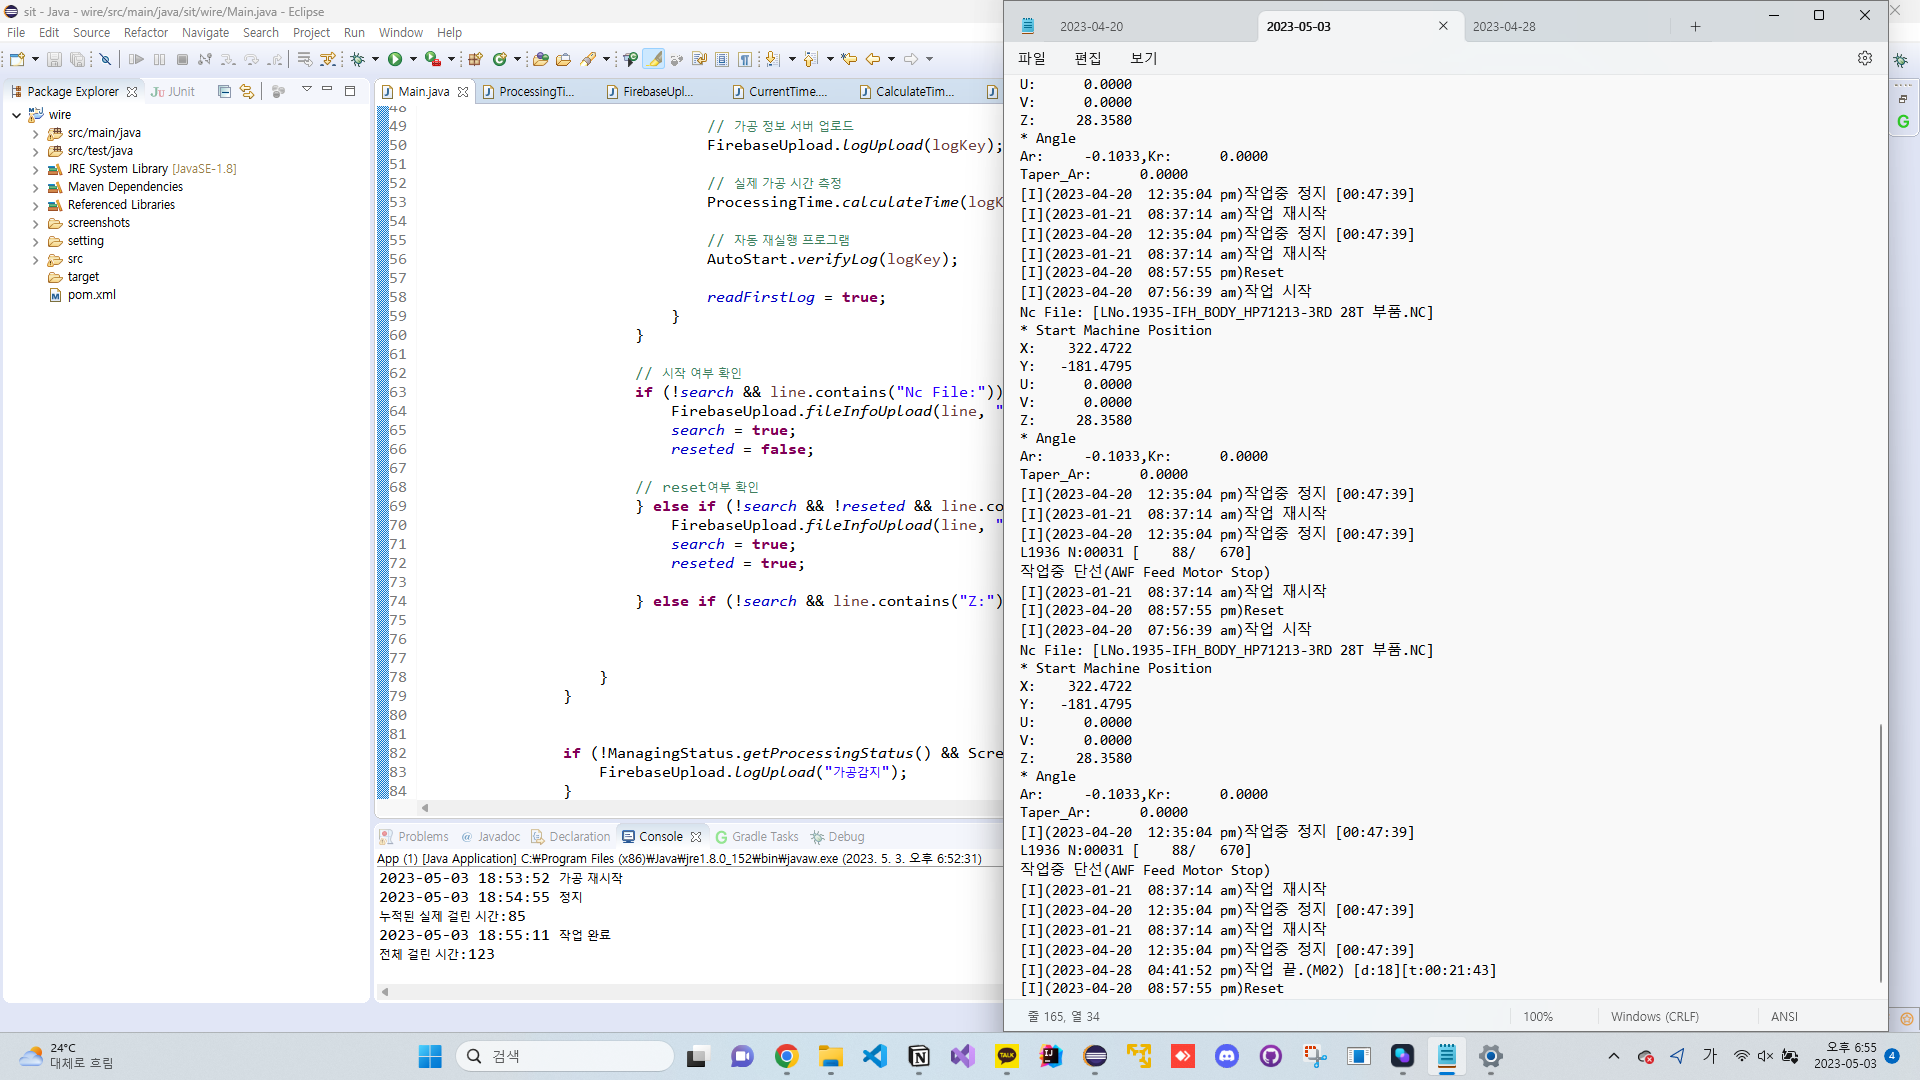 sit - Java - wire/src/main/java/sit/wire/Main.java - Eclipse
File Edit Source Refactor Navigate Search Project Run Window Help
Package Explorer
JUnit
wire
src/main/java
src/test/java
JRE System Library [JavaSE-1.8]
Maven Dependencies
Referenced Libraries
screenshots
setting
src
target
pom.xml
Main.java ProcessingTi... FirebaseUpl... CurrentTime.... CalculateTim...
48
49 // 가공 정보 서버 업로드
50 FirebaseUpload.logUpload(logKey);
51
52 // 실제 가공 시간 측정
53 ProcessingTime.calculateTime(logK
54
55 // 자동 재실행 프로그램
56 AutoStart.verifyLog(logKey);
57
58 readFirstLog = true;
59 }
60 }
61
62 // 시작 여부 확인
63 if (!search && line.contains("Nc File:"))
64 FirebaseUpload.fileInfoUpload(line, "
65 search = true;
66 reseted = false;
67
68 // reset여부 확인
69 } else if (!search && !reseted && line.co
70 FirebaseUpload.fileInfoUpload(line, "
71 search = true;
72 reseted = true;
73
74 } else if (!search && line.contains("Z:")
75
76
77
78 }
79 }
80
81
82 if (!ManagingStatus.getProcessingStatus() && Scre
83 FirebaseUpload.logUpload("가공감지");
84 }
Problems Javadoc Declaration Console Gradle Tasks Debug
App (1) [Java Application] C:₩Program Files (x86)₩Java₩jre1.8.0_152₩bin₩javaw.exe (2023. 5. 3. 오후 6:52:31)
2023-05-03 18:53:52 가공 재시작
2023-05-03 18:54:55 정지
누적된 실제 걸린 시간:85
2023-05-03 18:55:11 작업 완료
전체 걸린 시간:123
2023-04-20 2023-05-03 2023-04-28
파일 편집 보기
U: 0.0000
V: 0.0000
Z: 28.3580
* Angle
Ar: -0.1033,Kr: 0.0000
Taper_Ar: 0.0000
[I](2023-04-20 12:35:04 pm)작업중 정지 [00:47:39]
[I](2023-01-21 08:37:14 am)작업 재시작
[I](2023-04-20 12:35:04 pm)작업중 정지 [00:47:39]
[I](2023-01-21 08:37:14 am)작업 재시작
[I](2023-04-20 08:57:55 pm)Reset
[I](2023-04-20 07:56:39 am)작업 시작
Nc File: [LNo.1935-IFH_BODY_HP71213-3RD 28T 부품.NC]
* Start Machine Position
X: 322.4722
Y: -181.4795
U: 0.0000
V: 0.0000
Z: 28.3580
* Angle
Ar: -0.1033,Kr: 0.0000
Taper_Ar: 0.0000
[I](2023-04-20 12:35:04 pm)작업중 정지 [00:47:39]
[I](2023-01-21 08:37:14 am)작업 재시작
[I](2023-04-20 12:35:04 pm)작업중 정지 [00:47:39]
L1936 N:00031 [ 88/ 670]
작업중 단선(AWF Feed Motor Stop)
[I](2023-01-21 08:37:14 am)작업 재시작
[I](2023-04-20 08:57:55 pm)Reset
[I](2023-04-20 07:56:39 am)작업 시작
Nc File: [LNo.1935-IFH_BODY_HP71213-3RD 28T 부품.NC]
* Start Machine Position
X: 322.4722
Y: -181.4795
U: 0.0000
V: 0.0000
Z: 28.3580
* Angle
Ar: -0.1033,Kr: 0.0000
Taper_Ar: 0.0000
[I](2023-04-20 12:35:04 pm)작업중 정지 [00:47:39]
L1936 N:00031 [ 88/ 670]
작업중 단선(AWF Feed Motor Stop)
[I](2023-01-21 08:37:14 am)작업 재시작
[I](2023-04-20 12:35:04 pm)작업중 정지 [00:47:39]
[I](2023-01-21 08:37:14 am)작업 재시작
[I](2023-04-20 12:35:04 pm)작업중 정지 [00:47:39]
[I](2023-04-28 04:41:52 pm)작업 끝.(M02) [d:18][t:00:21:43]
[I](2023-04-20 08:57:55 pm)Reset
줄 165, 열 34 100% Windows (CRLF) ANSI
24°C
대체로 흐림
검색
TALK
가
오후 6:55
2023-05-03
4